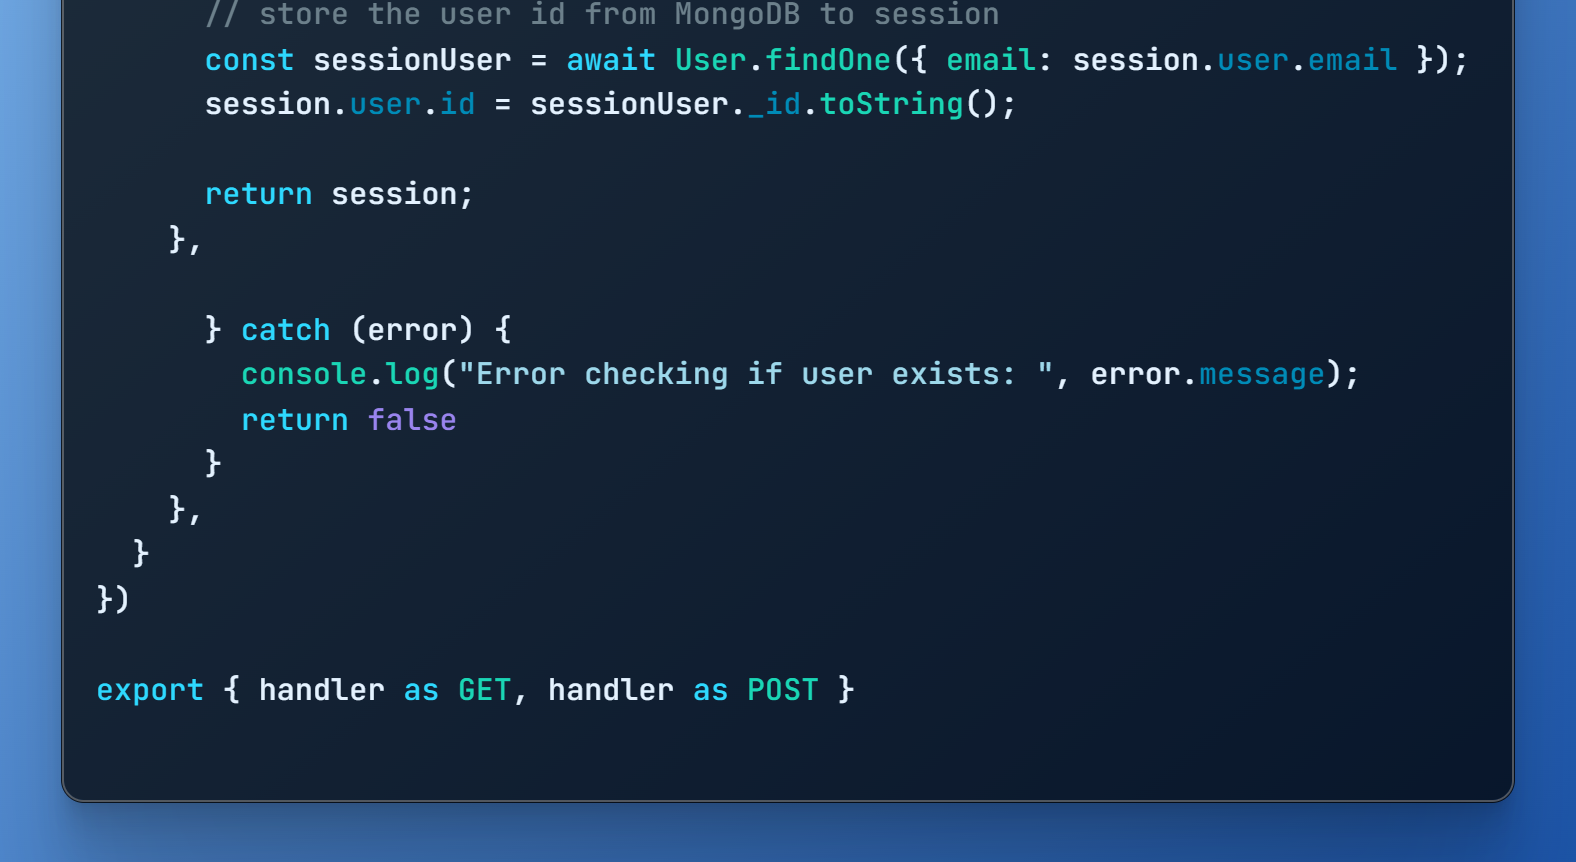 // store the user id from MongoDB to session
const sessionUser = await User.findOne({ email: session.user.email });
session.user.id = sessionUser._id.toString();
return session;
},
} catch (error) {
console.log("Error checking if user exists: ", error.message);
return false
}
},
}
})
export { handler as GET, handler as POST }